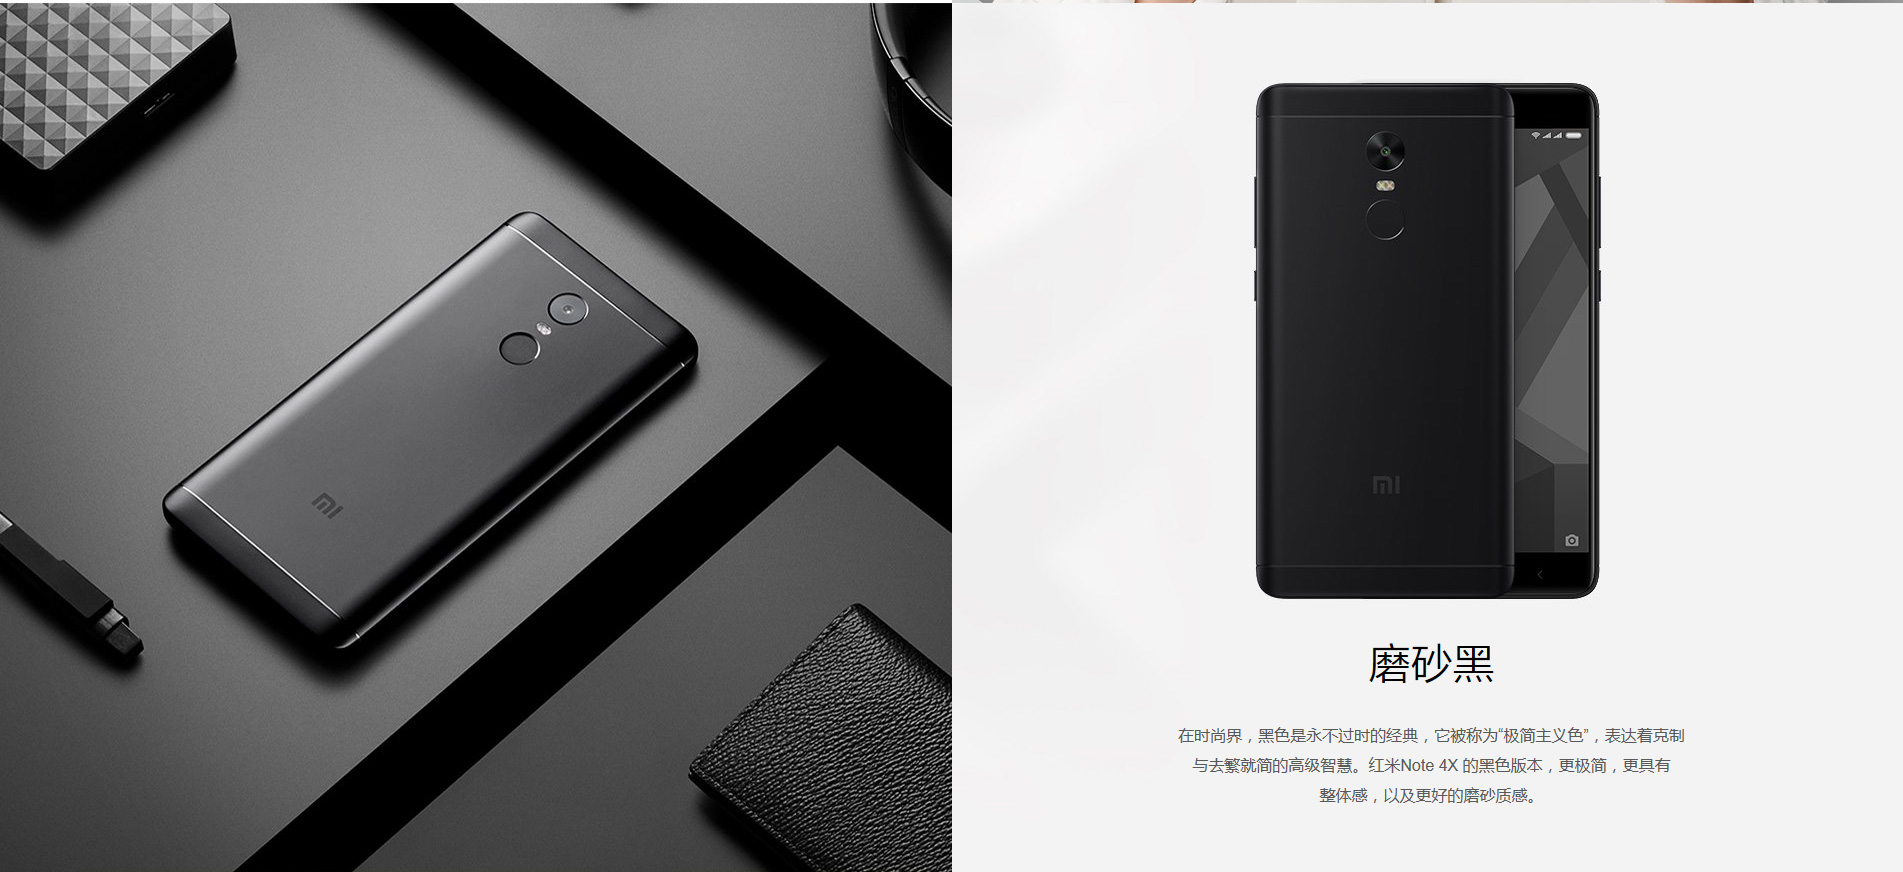 磨砂黑
在时尚界，黑色是永不过时的经典，它被称为“极简主义色”，表达着克制
与去繁就简的高级智慧。红米Note 4X 的黑色版本，更极简，更具有
整体感，以及更好的磨砂质感。